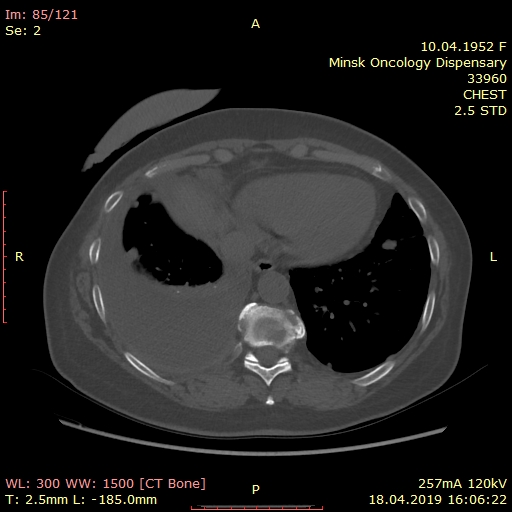 Im: 85/121
Se: 2
A
10.04.1952 F
Minsk Oncology Dispensary
33960
CHEST
2.5 STD
R
L
WL: 300 WW: 1500 [CT Bone]
T: 2.5mm L: -185.0mm
P
257mA 120kV
18.04.2019 16:06:22